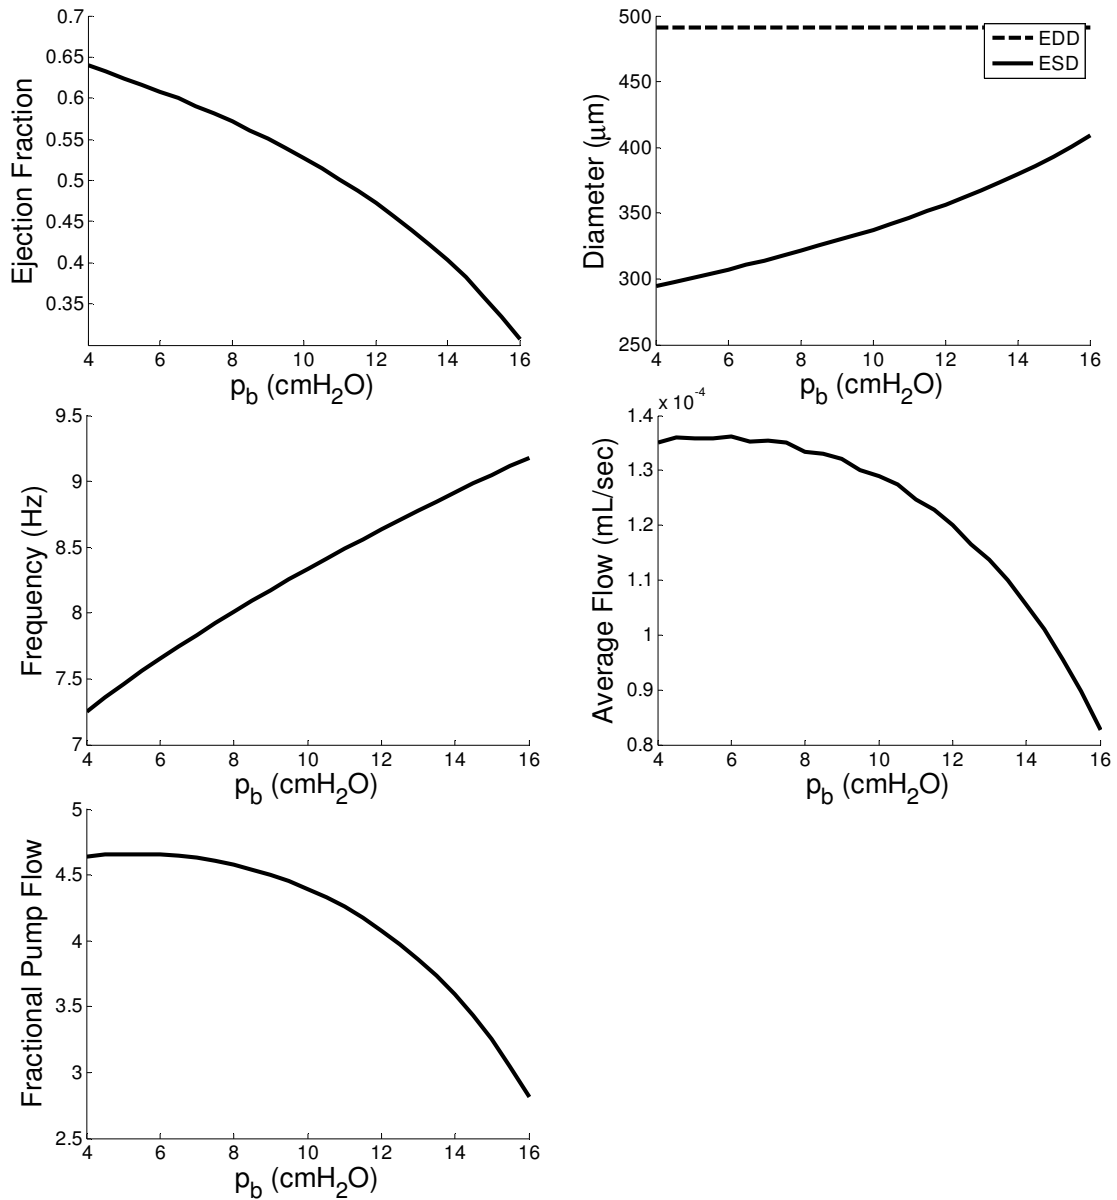 0.7
0.65
0.6
0.55
0.5
0.45
0.4
0.35
Ejection Fraction
4 6 8 10 12 14 16
p_b (cmH_2O)
500
450
400
350
300
250
Diameter (μm)
EDD
ESD
4 6 8 10 12 14 16
p_b (cmH_2O)
9.5
9
8.5
8
7.5
7
Frequency (Hz)
4 6 8 10 12 14 16
p_b (cmH_2O)
x 10^-4
1.4
1.3
1.2
1.1
1
0.9
0.8
Average Flow (mL/sec)
4 6 8 10 12 14 16
p_b (cmH_2O)
5
4.5
4
3.5
3
2.5
Fractional Pump Flow
4 6 8 10 12 14 16
p_b (cmH_2O)